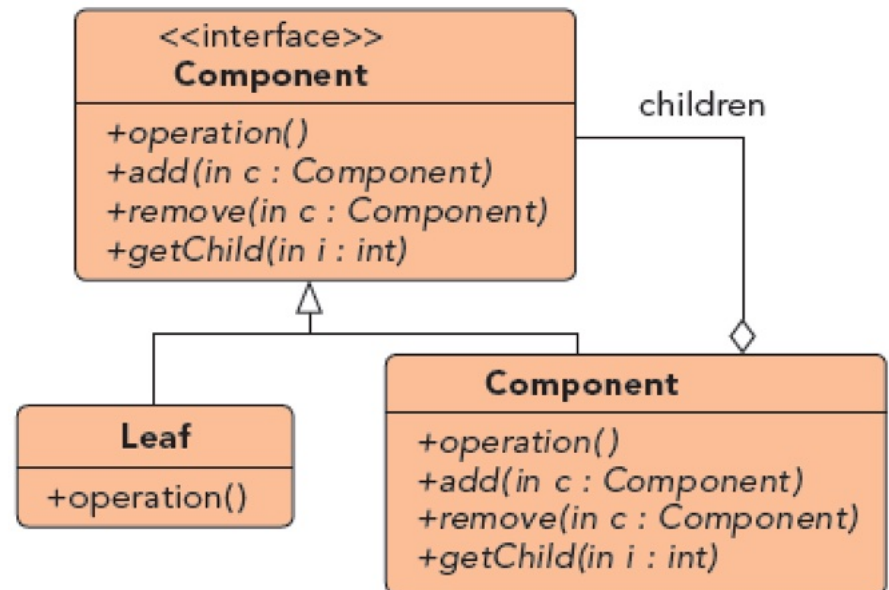 <<interface>>
Component
+operation()
+add(in c : Component)
+remove(in c : Component)
+getChild(in i : int)
children
Leaf
+operation()
Component
+operation()
+add(in c : Component)
+remove(in c : Component)
+getChild(in i : int)